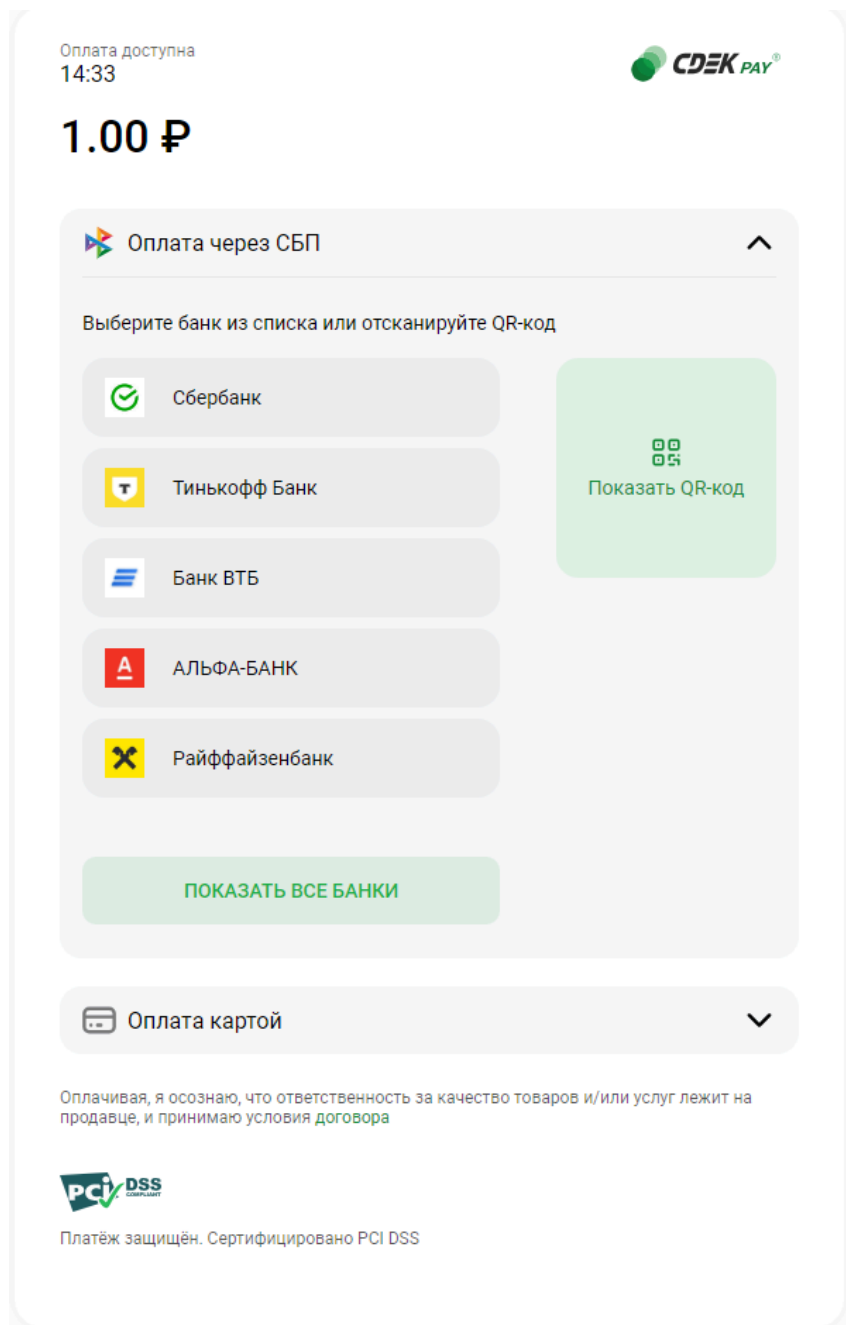 Оплата доступна
14:33
CDEK PAY®
1.00 ₽
Оплата через СБП
Выберите банк из списка или отсканируйте QR-код
Сбербанк
Тинькофф Банк
Банк ВТБ
АЛЬФА-БАНК
Райффайзенбанк
Показать QR-код
ПОКАЗАТЬ ВСЕ БАНКИ
Оплата картой
Оплачивая, я осознаю, что ответственность за качество товаров и/или услуг лежит на
продавце, и принимаю условия договора
PCI DSS
COMPLIANT
Платёж защищён. Сертифицировано PCI DSS